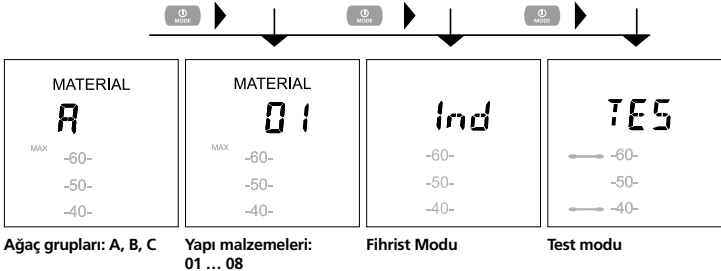 MODE MODE MODE
MATERIAL
A
MAX
-60-
-50-
-40-
MATERIAL
01
MAX
-60-
-50-
-40-
Ind
-60-
-50-
-40-
TES
-60-
-50-
-40-
Ağaç grupları: A, B, C
Yapı malzemeleri:
01 … 08
Fihrist Modu
Test modu